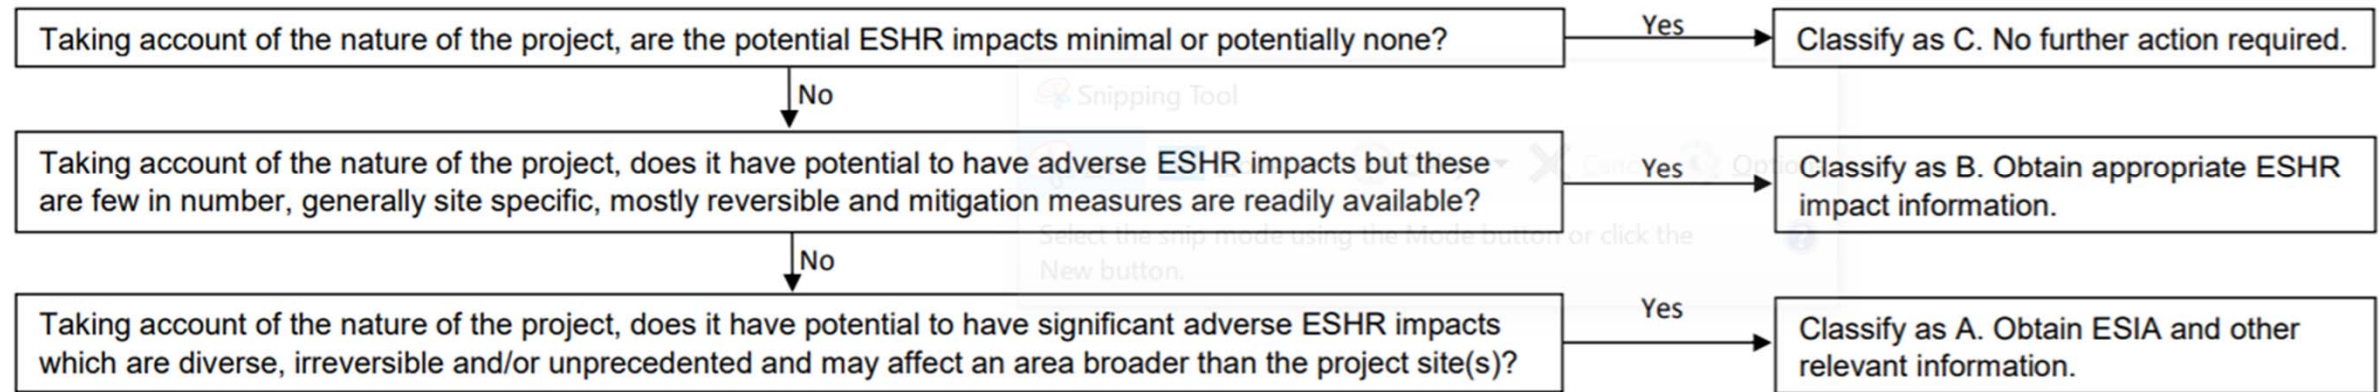 Taking account of the nature of the project, are the potential ESHR impacts minimal or potentially none?
Yes
Classify as C. No further action required.
No
Snipping Tool
Taking account of the nature of the project, does it have potential to have adverse ESHR impacts but these
are few in number, generally site specific, mostly reversible and mitigation measures are readily available?
Yes
Classify as B. Obtain appropriate ESHR
impact information.
Select the snip mode using the Mode button or click the
New button.
No
Taking account of the nature of the project, does it have potential to have significant adverse ESHR impacts
which are diverse, irreversible and/or unprecedented and may affect an area broader than the project site(s)?
Yes
Classify as A. Obtain ESIA and other
relevant information.